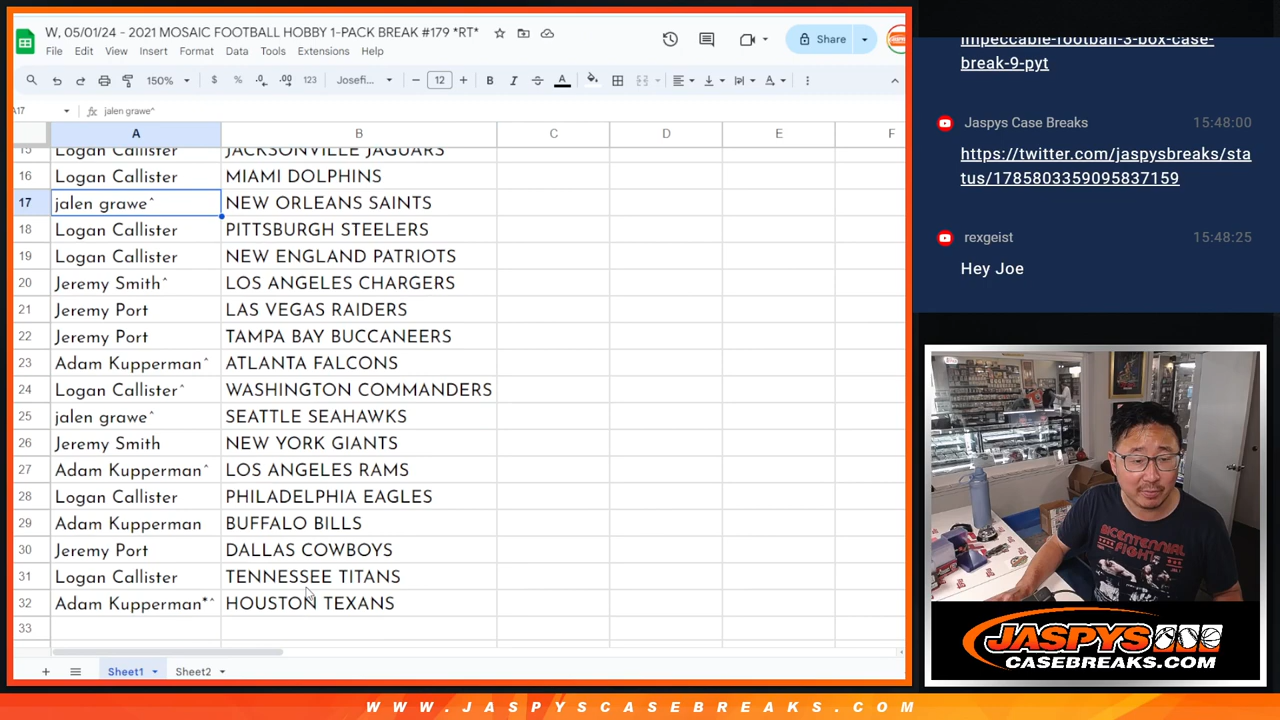 W, 05/01/24 - 2021 MOSAIC FOOTBALL HOBBY 1-PACK BREAK #179 *RT*
File Edit View Insert Format Data Tools Extensions Help
Share
150% $ % .0 .00 123 Josefi... - 12 + B I A
A17 fx jalen grawe^
A B C D E F
15 Logan Callister JACKSONVILLE JAGUARS
16 Logan Callister MIAMI DOLPHINS
17 jalen grawe^ NEW ORLEANS SAINTS
18 Logan Callister PITTSBURGH STEELERS
19 Logan Callister NEW ENGLAND PATRIOTS
20 Jeremy Smith^ LOS ANGELES CHARGERS
21 Jeremy Port LAS VEGAS RAIDERS
22 Jeremy Port TAMPA BAY BUCCANEERS
23 Adam Kupperman^ ATLANTA FALCONS
24 Logan Callister^ WASHINGTON COMMANDERS
25 jalen grawe^ SEATTLE SEAHAWKS
26 Jeremy Smith NEW YORK GIANTS
27 Adam Kupperman^ LOS ANGELES RAMS
28 Logan Callister PHILADELPHIA EAGLES
29 Adam Kupperman BUFFALO BILLS
30 Jeremy Port DALLAS COWBOYS
31 Logan Callister TENNESSEE TITANS
32 Adam Kupperman*^ HOUSTON TEXANS
33
+ Sheet1 Sheet2
impeccable-football-3-box-case-
break-9-pyt
Jaspys Case Breaks 15:48:00
https://twitter.com/jaspysbreaks/sta
tus/1785803359095837159
rexgeist 15:48:25
Hey Joe
BICENTENNIAL
FIGHT
JASPYS
CASEBREAKS.COM
WWW.JASPYSCASEBREAKS.COM